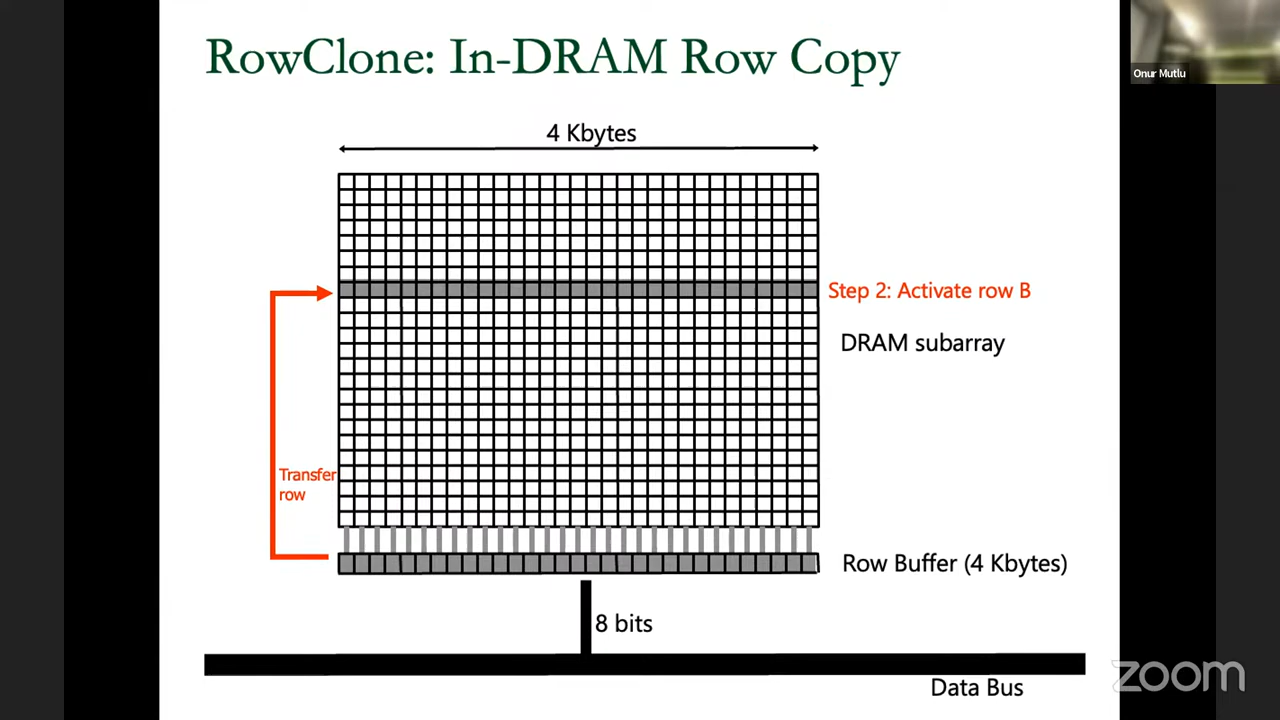 RowClone: In-DRAM Row Copy
Onur Mutlu
4 Kbytes
Step 2: Activate row B
DRAM subarray
Transfer
row
Row Buffer (4 Kbytes)
8 bits
Data Bus
zoom